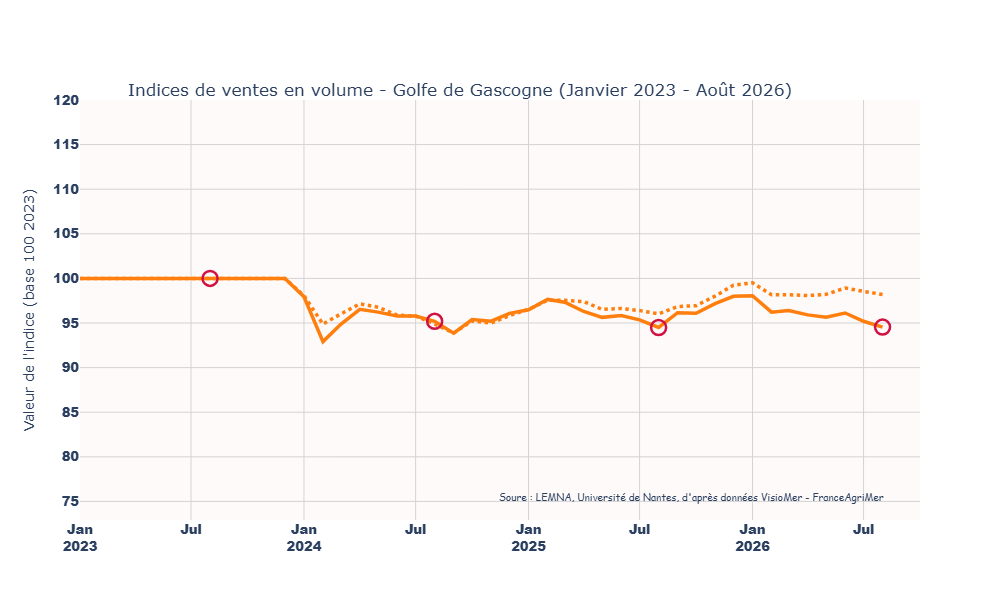 Indices de ventes en volume - Golfe de Gascogne (Janvier 2023 - Août 2026)
Valeur de l'indice (base 100 2023)
120
115
110
105
100
95
90
85
80
75
Soure : LEMNA, Université de Nantes, d'après données VisioMer - FranceAgriMer
Jan Jul Jan Jul Jan Jul Jan Jul
2023 2024 2025 2026